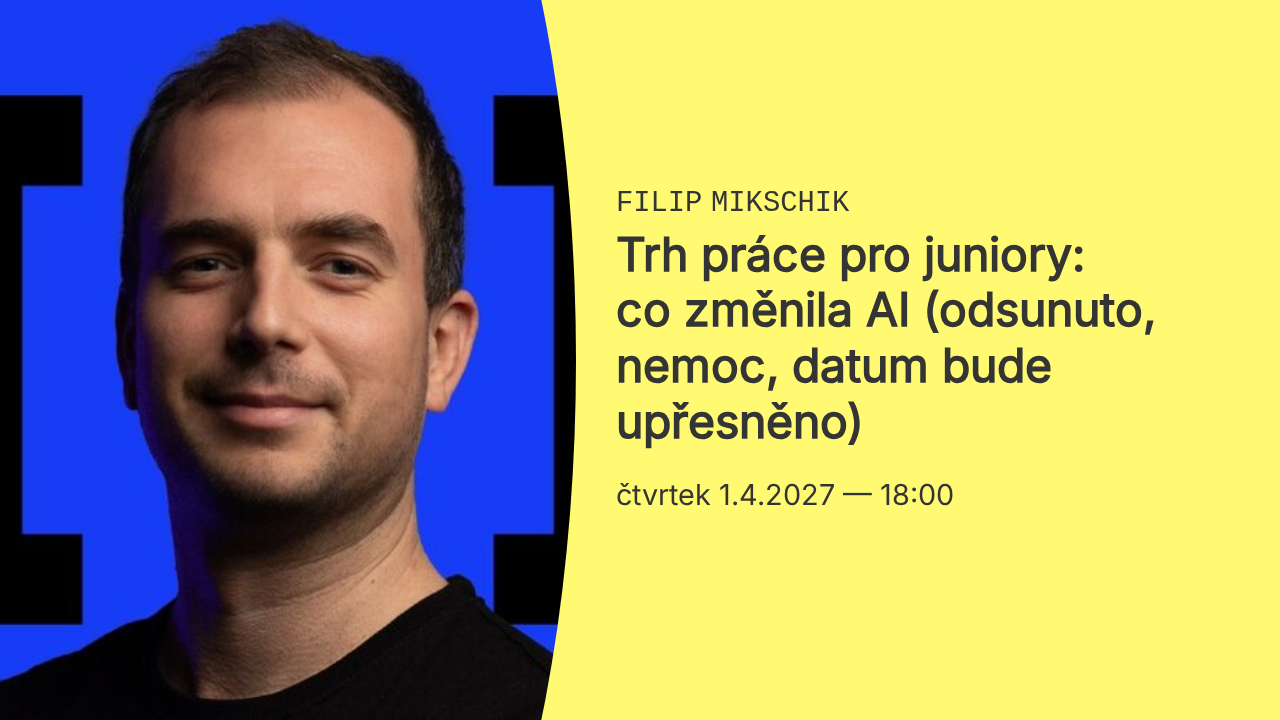 FILIP MIKSCHIK
Trh práce pro juniory:
co změnila AI (odsunuto,
nemoc, datum bude
upřesněno)
čtvrtek 1.4.2027 — 18:00